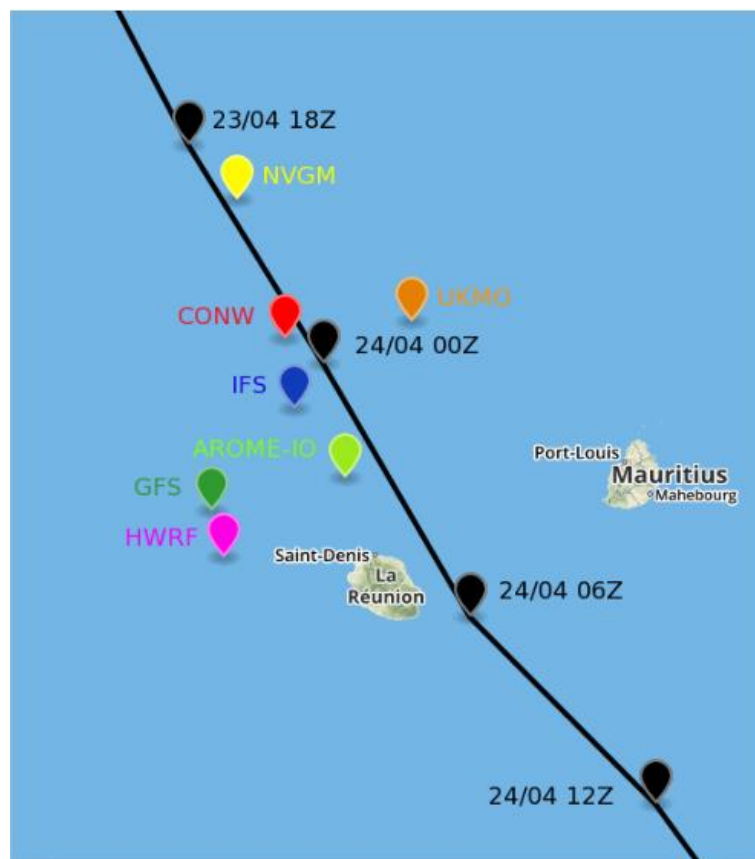 23/04 18Z
NVGM
UKMO
CONW
24/04 00Z
IFS
AROME-IO
Port-Louis
Mauritius
Mahebourg
GFS
HWRF
Saint-Denis
La
Réunion
24/04 06Z
24/04 12Z